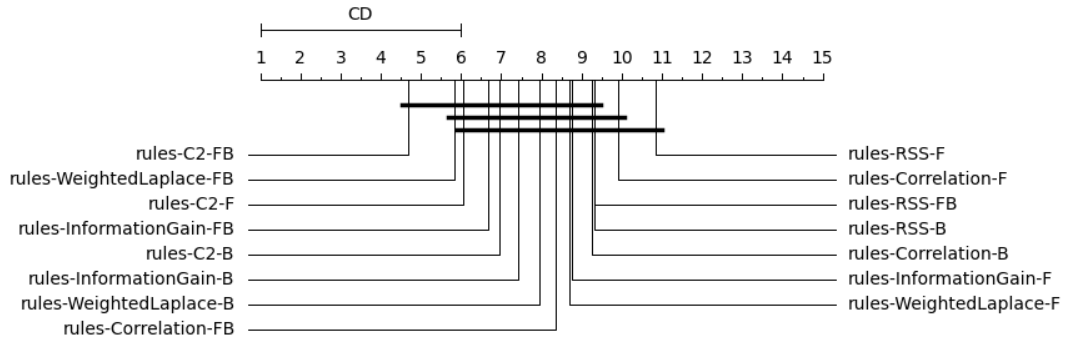 CD
1 2 3 4 5 6 7 8 9 10 11 12 13 14 15
rules-C2-FB
rules-WeightedLaplace-FB
rules-C2-F
rules-InformationGain-FB
rules-C2-B
rules-InformationGain-B
rules-WeightedLaplace-B
rules-Correlation-FB
rules-RSS-F
rules-Correlation-F
rules-RSS-FB
rules-RSS-B
rules-Correlation-B
rules-InformationGain-F
rules-WeightedLaplace-F